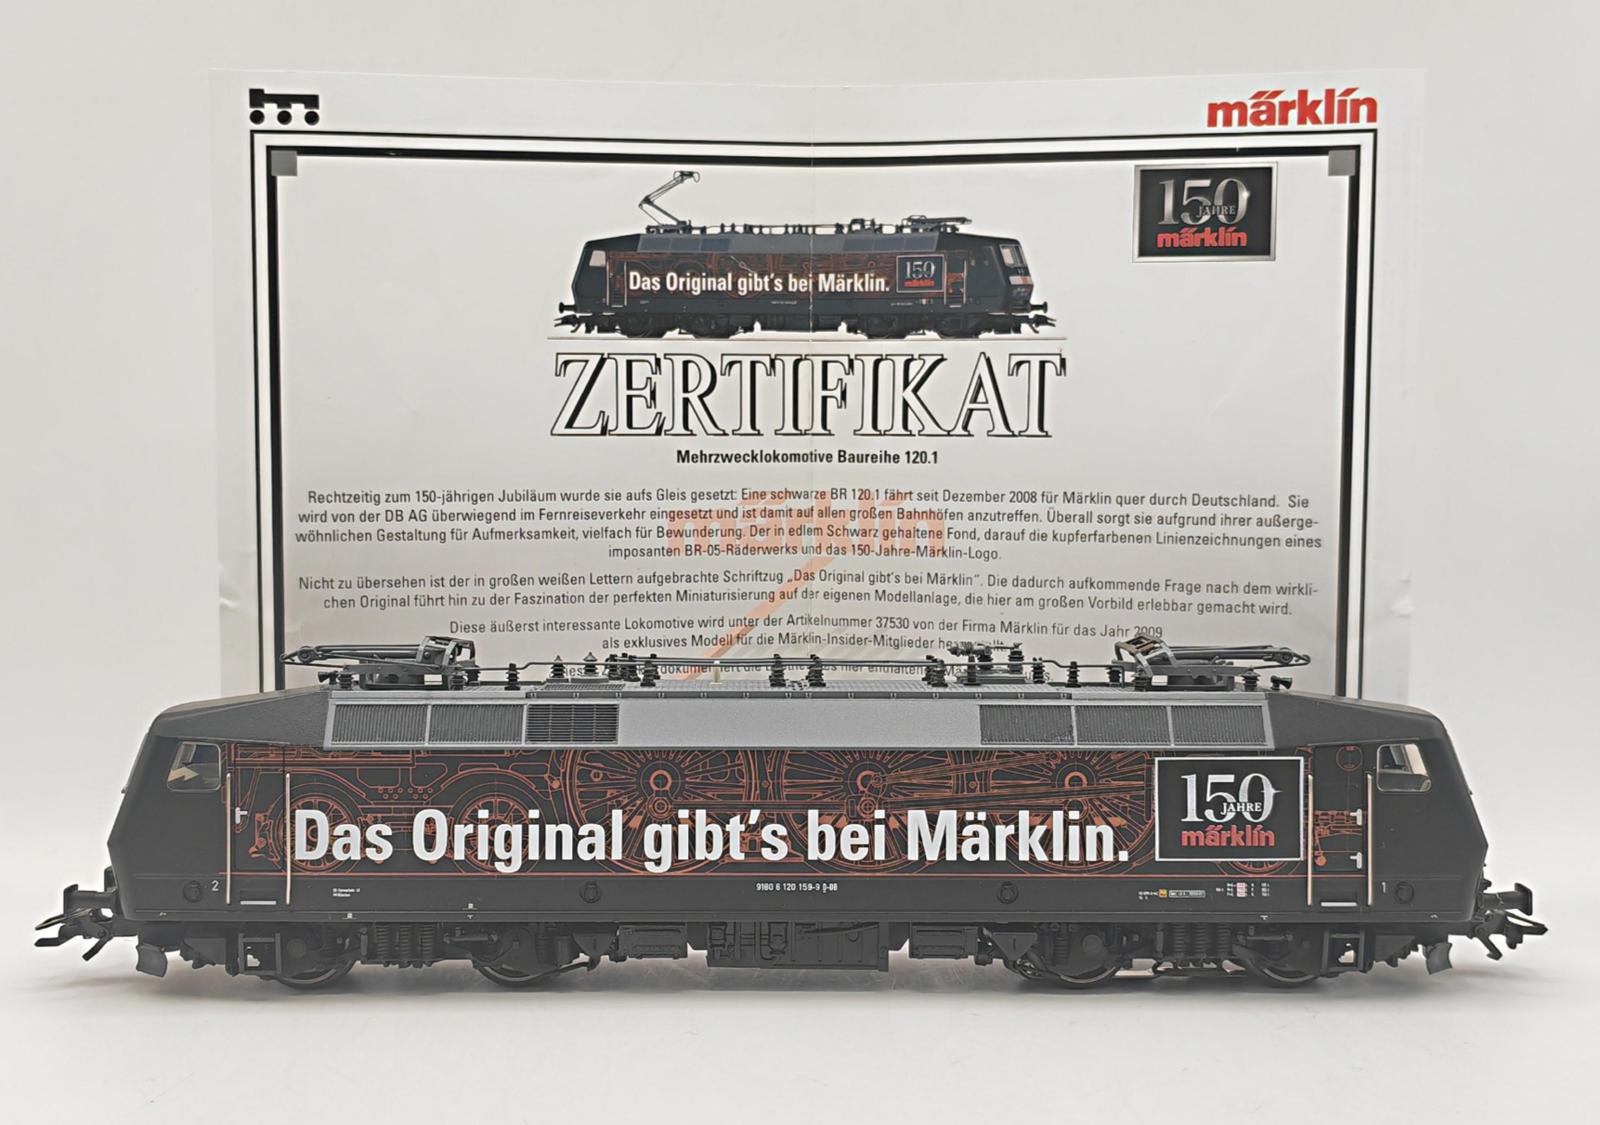 märklin
150
JAHRE
märklin
Das Original gibt's bei Märklin.
150
märklin
ZERTIFIKAT
Mehrzwecklokomotive Baureihe 120.1
Rechtzeitig zum 150-jährigen Jubiläum wurde sie aufs Gleis gesetzt: Eine schwarze BR 120.1 fährt seit Dezember 2008 für Märklin quer durch Deutschland. Sie
wird von der DB AG überwiegend im Fernreiseverkehr eingesetzt und ist damit auf allen großen Bahnhöfen anzutreffen. Überall sorgt sie aufgrund ihrer außerge-
wöhnlichen Gestaltung für Aufmerksamkeit, vielfach für Bewunderung. Der in edlem Schwarz gehaltene Fond, darauf die kupferfarbenen Linienzeichnungen eines
imposanten BR-05-Räderwerks und das 150-Jahre-Märklin-Logo.
märklin
Nicht zu übersehen ist der in großen weißen Lettern aufgebrachte Schriftzug „Das Original gibt's bei Märklin". Die dadurch aufkommende Frage nach dem wirkli-
chen Original führt hin zu der Faszination der perfekten Miniaturisierung auf der eigenen Modellanlage, die hier am großen Vorbild erlebbar gemacht wird.
Diese äußerst interessante Lokomotive wird unter der Artikelnummer 37530 von der Firma Märklin für das Jahr 2009
als exklusives Modell für die Märklin-Insider-Mitglieder
Das Original gibt's bei Märklin.
150
JAHRE
märklin
2
9180 6 120 159-9 D-DB
1